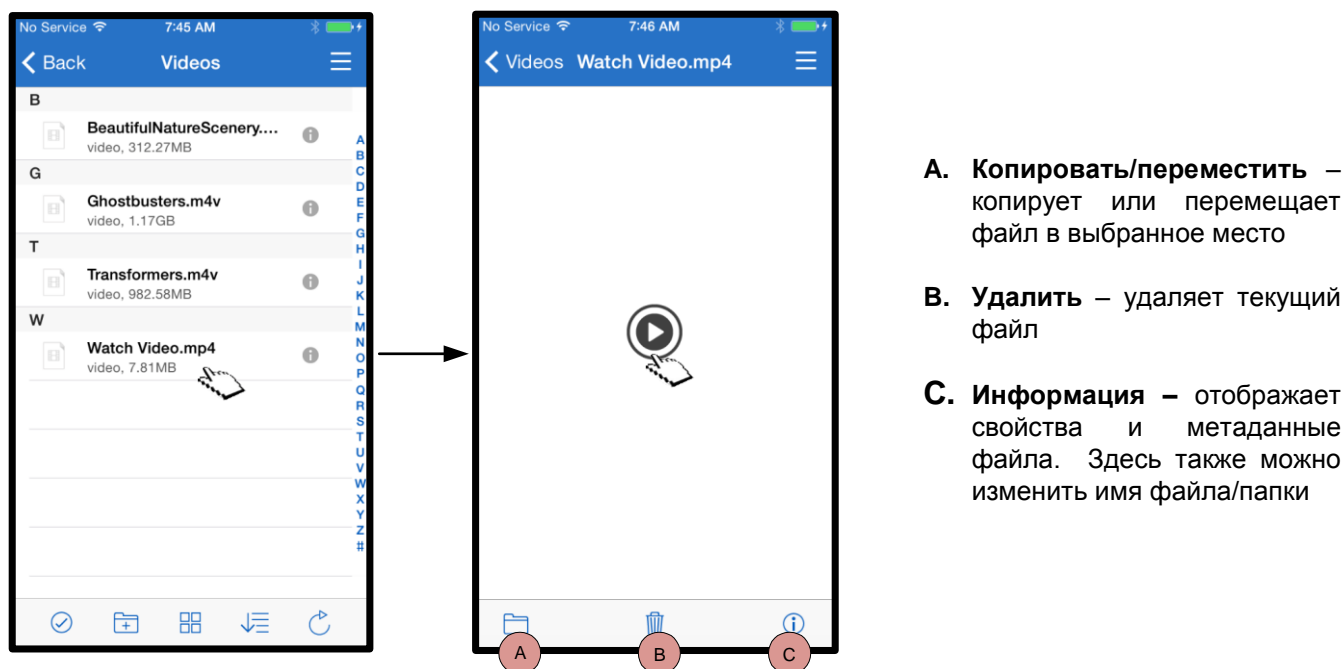 No Service 7:45 AM
Back Videos
B
BeautifulNatureScenery....
video, 312.27MB
G
Ghostbusters.m4v
video, 1.17GB
T
Transformers.m4v
video, 982.58MB
W
Watch Video.mp4
video, 7.81MB
A
B
C
D
E
F
G
H
I
J
K
L
M
N
O
P
Q
R
S
T
U
V
W
X
Y
Z
#
No Service 7:46 AM
Videos Watch Video.mp4
A
B
C
A. Копировать/переместить –
копирует или перемещает
файл в выбранное место
B. Удалить – удаляет текущий
файл
C. Информация – отображает
свойства и метаданные
файла. Здесь также можно
изменить имя файла/папки